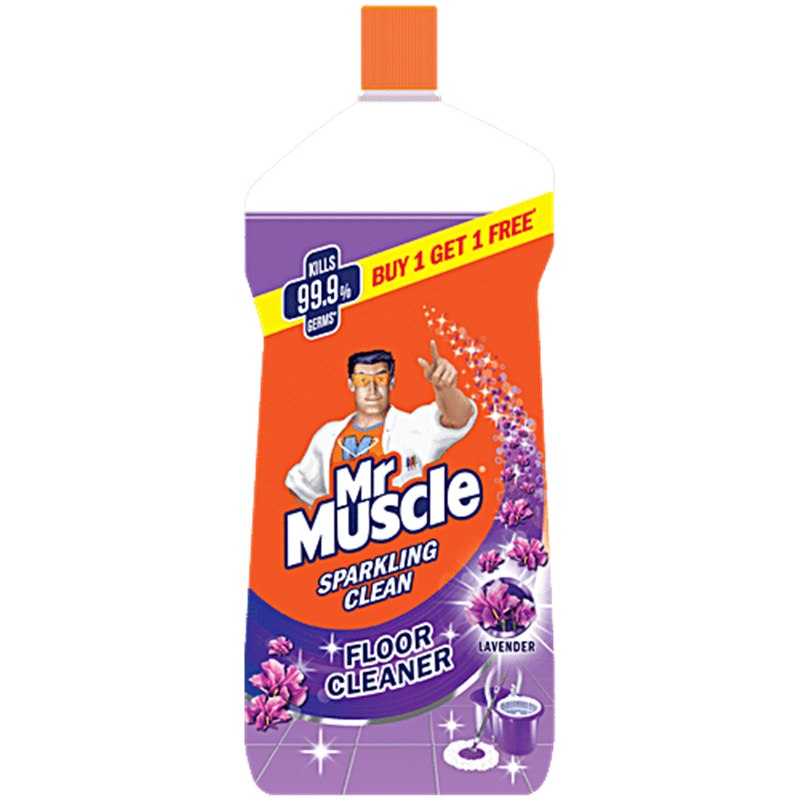 BUY 1 GET 1 FREE*
KILLS
99.9%
GERMS*
Mr
Muscle®
SPARKLING
CLEAN
FLOOR
CLEANER
LAVENDER